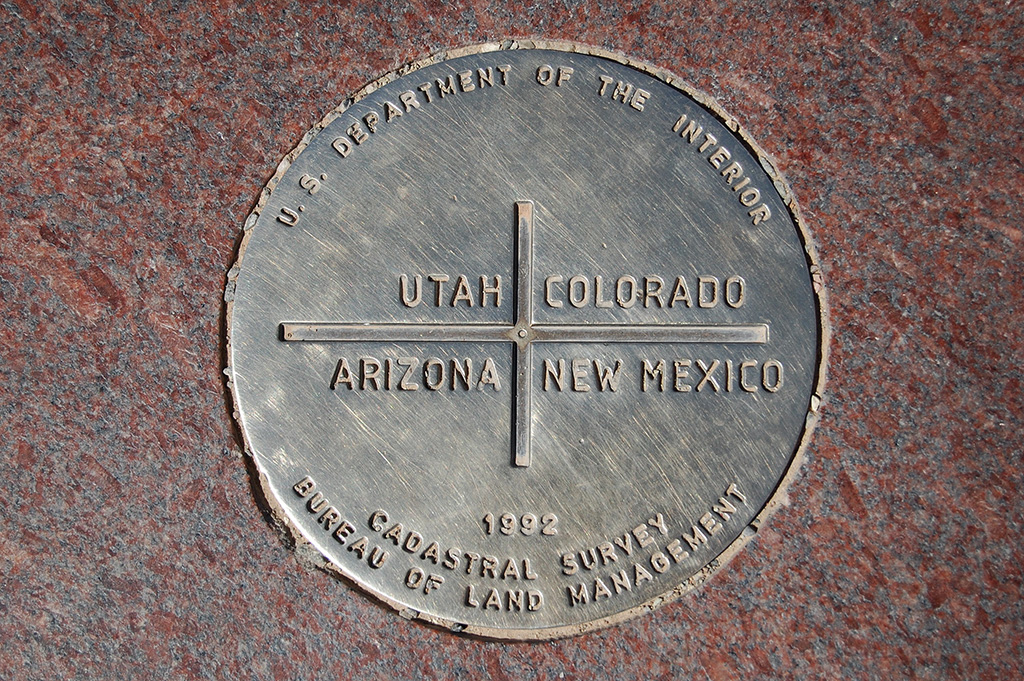 U. S. DEPARTMENT OF THE INTERIOR
UTAH COLORADO
ARIZONA NEW MEXICO
1992
CADASTRAL SURVEY
BUREAU OF LAND MANAGEMENT